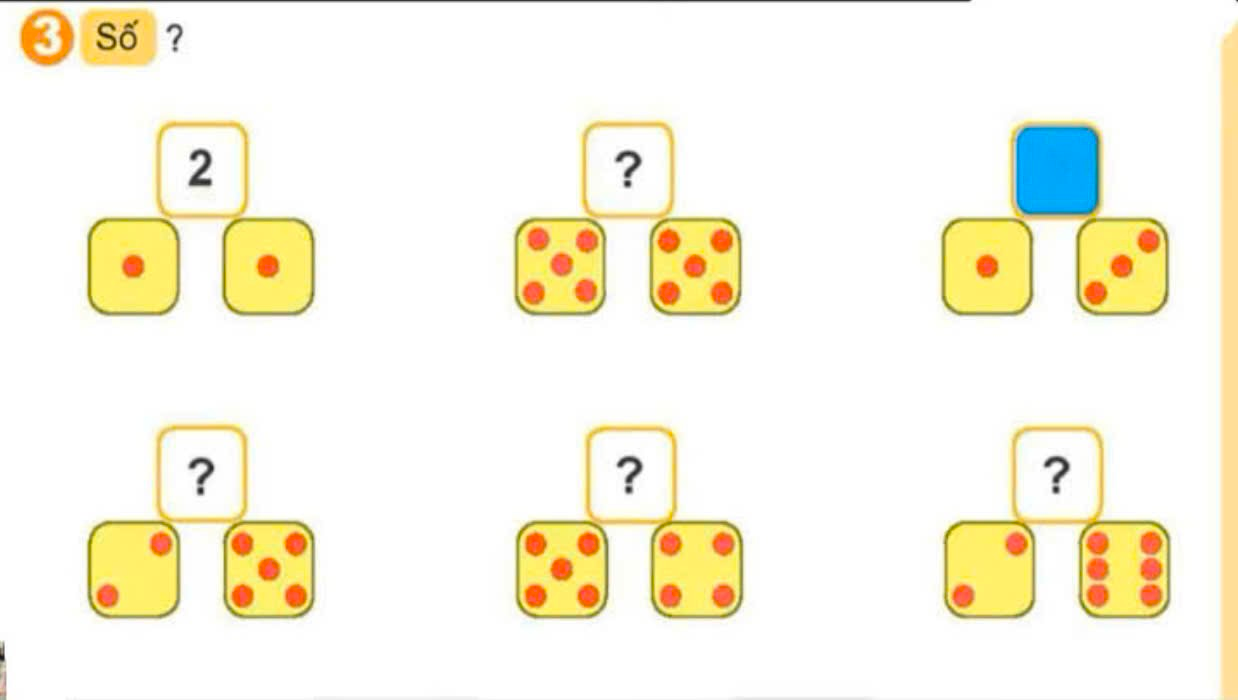 3 Số ?
2 ?
? ? ?